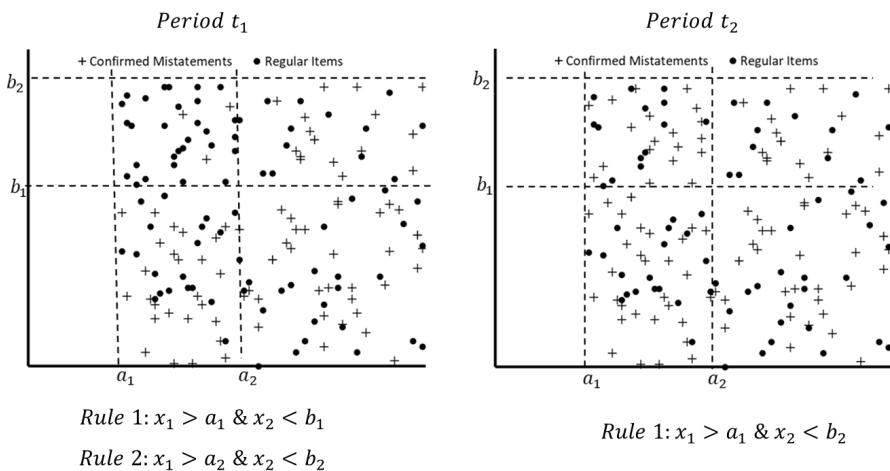 Period t₁
Period t₂
+ Confirmed Mistatements ● Regular Items
+ Confirmed Mistatements ● Regular Items
b₂
b₂
b₁
b₁
a₁ a₂
a₁ a₂
Rule 1: x₁ > a₁ & x₂ < b₁
Rule 2: x₁ > a₂ & x₂ < b₂
Rule 1: x₁ > a₁ & x₂ < b₂